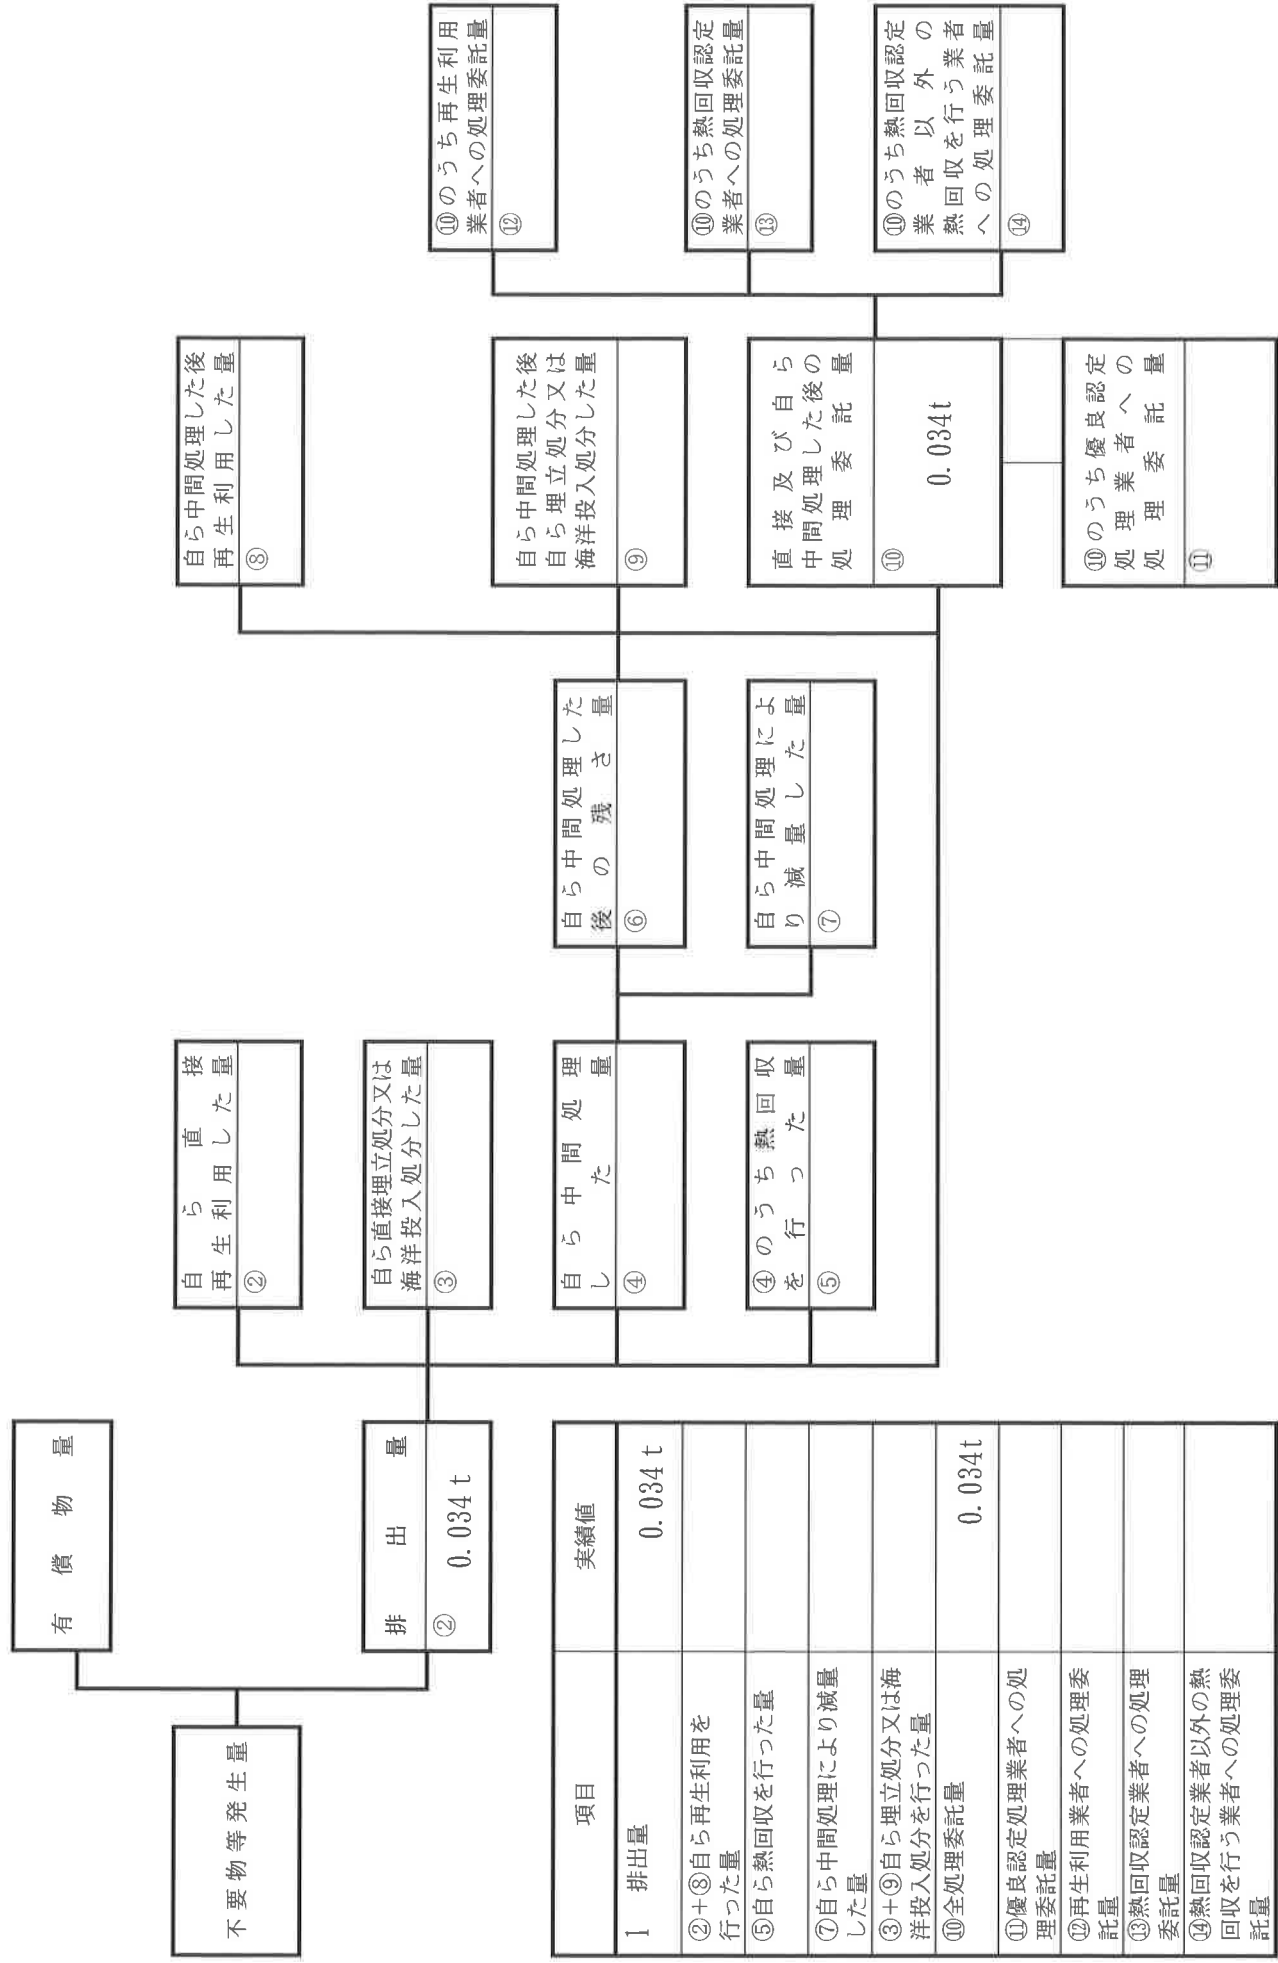 不要物等発生量
有償物量
排出量
② 0.034 t
自ら直接
再生利用した量
②
自ら直接埋立処分又は
海洋投入処分した量
③
自ら中間処理
した量
④
④のうち熱回収
を行った量
⑤
自ら中間処理した
後の残さ量
⑥
自ら中間処理によ
り減量した量
⑦
自ら中間処理した後
再生利用した量
⑧
自ら中間処理した後
自ら埋立処分又は
海洋投入処分した量
⑨
直接及び自ら
中間処理した後の
処理委託量
⑩ 0.034t
⑩のうち優良認定
処理業者への
処理委託量
⑪
⑩のうち再生利用
業者への処理委託量
⑫
⑩のうち熱回収認定
業者への処理委託量
⑬
⑩のうち熱回収認定
業者以外の
熱回収を行う業者
への処理委託量
⑭
項目 実績値
1 排出量 0.034 t
②+⑧自ら再生利用を
行った量
⑤自ら熱回収を行った量
⑦自ら中間処理により減量
した量
③+⑨自ら埋立処分又は海
洋投入処分を行った量
⑩全処理委託量 0.034t
⑪優良認定処理業者への処
理委託量
⑫再生利用業者への処理委
託量
⑬熱回収認定業者への処理
委託量
⑭熱回収認定業者以外の熱
回収を行う業者への処理委
託量